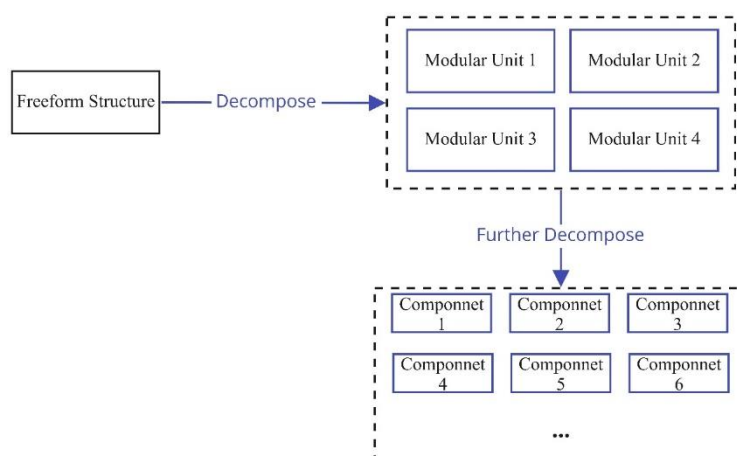 Freeform Structure
Decompose
Modular Unit 1
Modular Unit 2
Modular Unit 3
Modular Unit 4
Further Decompose
Componnet
1
Componnet
2
Componnet
3
Componnet
4
Componnet
5
Componnet
6
...